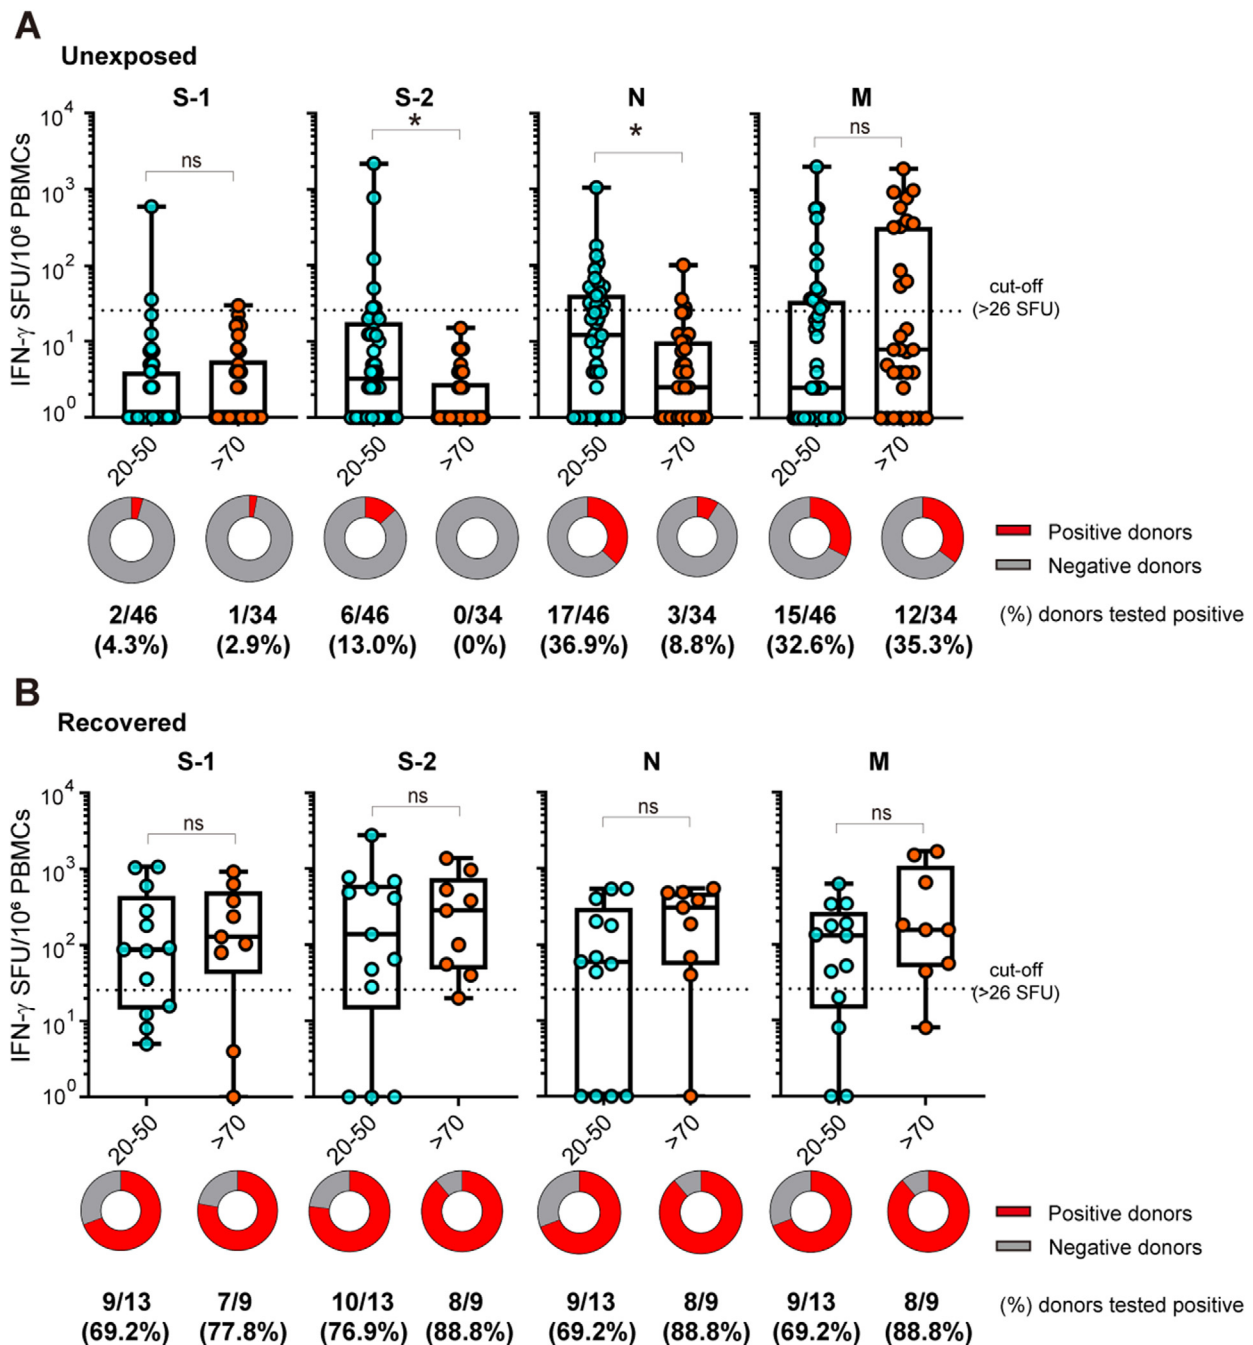 A
Unexposed
S-1 S-2 N M
IFN-γ SFU/10⁶ PBMCs
10⁴
10³
10²
10¹
10⁰
ns * * ns
cut-off
(>26 SFU)
20-50 >70 20-50 >70 20-50 >70 20-50 >70
Positive donors
Negative donors
2/46 1/34 6/46 0/34 17/46 3/34 15/46 12/34
(4.3%) (2.9%) (13.0%) (0%) (36.9%) (8.8%) (32.6%) (35.3%)
(%) donors tested positive
B
Recovered
S-1 S-2 N M
IFN-γ SFU/10⁶ PBMCs
10⁴
10³
10²
10¹
10⁰
ns ns ns ns
cut-off
(>26 SFU)
20-50 >70 20-50 >70 20-50 >70 20-50 >70
Positive donors
Negative donors
9/13 7/9 10/13 8/9 9/13 8/9 9/13 8/9
(69.2%) (77.8%) (76.9%) (88.8%) (69.2%) (88.8%) (69.2%) (88.8%)
(%) donors tested positive